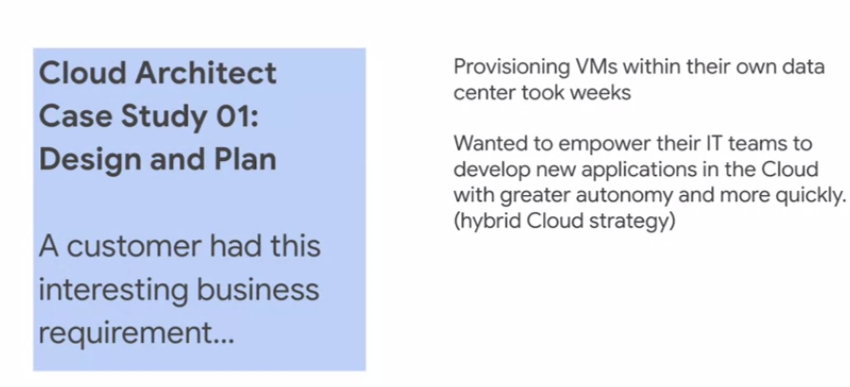 Cloud Architect
Case Study 01:
Design and Plan
A customer had this
interesting business
requirement...
Provisioning VMs within their own data
center took weeks
Wanted to empower their IT teams to
develop new applications in the Cloud
with greater autonomy and more quickly.
(hybrid Cloud strategy)